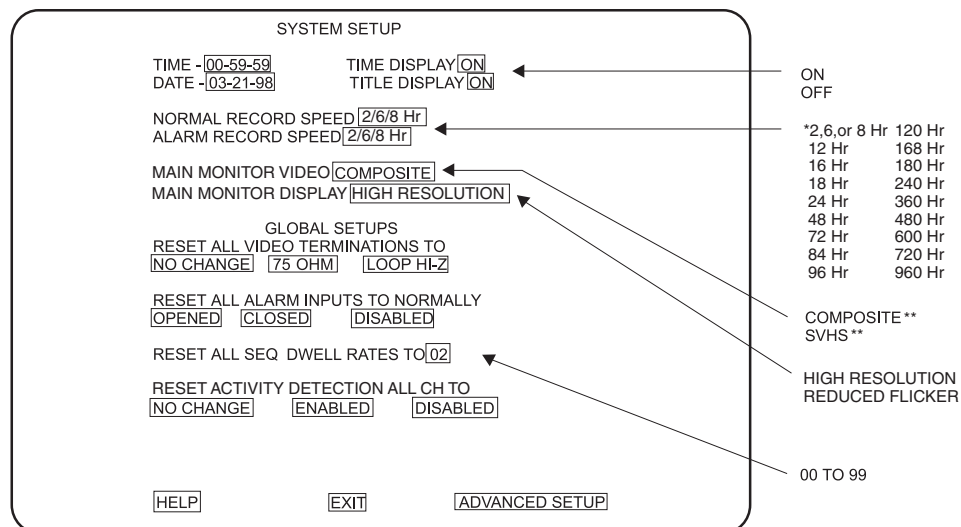 SYSTEM SETUP
TIME - 00-59-59 TIME DISPLAY ON
DATE - 03-21-98 TITLE DISPLAY ON
NORMAL RECORD SPEED 2/6/8 Hr
ALARM RECORD SPEED 2/6/8 Hr
MAIN MONITOR VIDEO COMPOSITE
MAIN MONITOR DISPLAY HIGH RESOLUTION
GLOBAL SETUPS
RESET ALL VIDEO TERMINATIONS TO
NO CHANGE 75 OHM LOOP HI-Z
RESET ALL ALARM INPUTS TO NORMALLY
OPENED CLOSED DISABLED
RESET ALL SEQ DWELL RATES TO 02
RESET ACTIVITY DETECTION ALL CH TO
NO CHANGE ENABLED DISABLED
HELP EXIT ADVANCED SETUP
ON
OFF
*2,6,or 8 Hr 120 Hr
12 Hr 168 Hr
16 Hr 180 Hr
18 Hr 240 Hr
24 Hr 360 Hr
48 Hr 480 Hr
72 Hr 600 Hr
84 Hr 720 Hr
96 Hr 960 Hr
COMPOSITE **
SVHS **
HIGH RESOLUTION
REDUCED FLICKER
00 TO 99